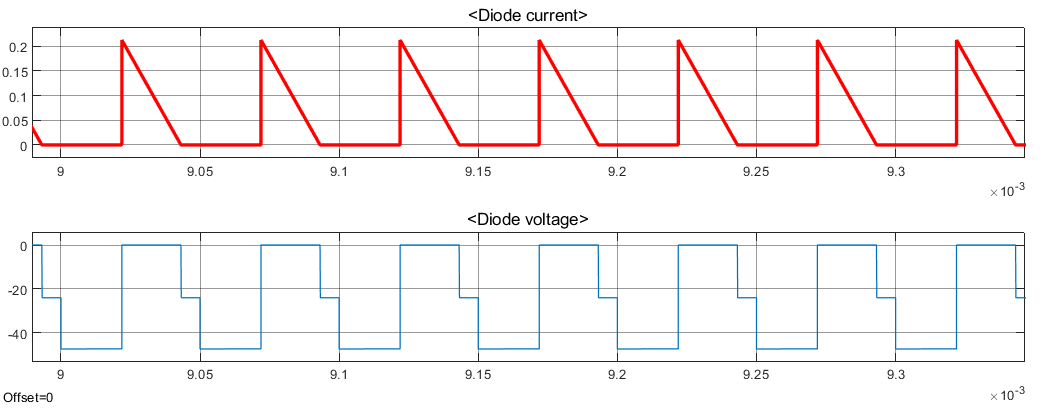 <Diode current>
0.2
0.15
0.1
0.05
0
9 9.05 9.1 9.15 9.2 9.25 9.3
×10-3
<Diode voltage>
0
-20
-40
9 9.05 9.1 9.15 9.2 9.25 9.3
×10-3
Offset=0